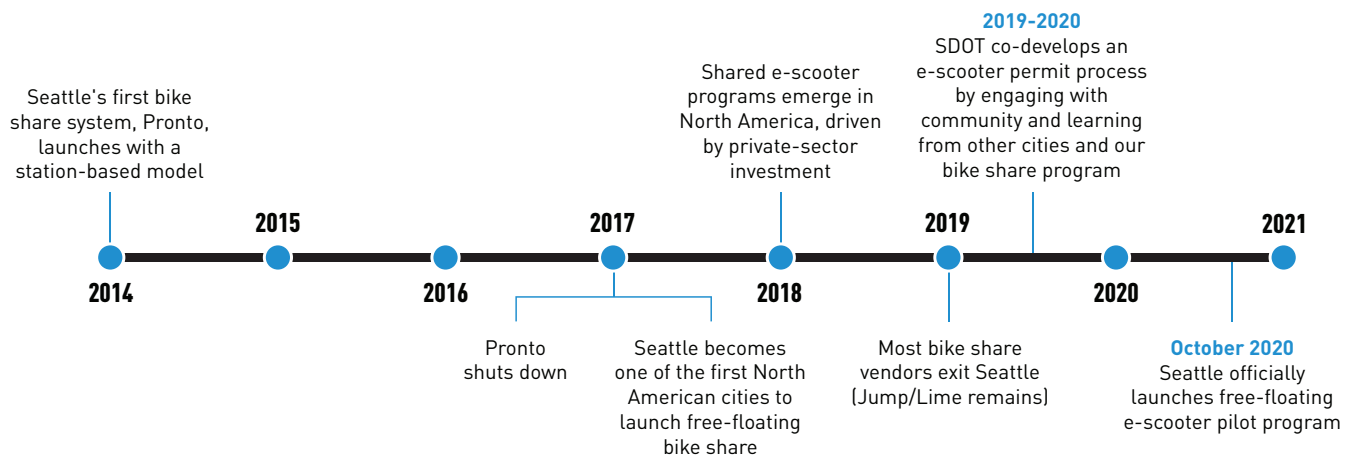 Seattle's first bike
share system, Pronto,
launches with a
station-based model
Shared e-scooter
programs emerge in
North America, driven
by private-sector
investment
2019-2020
SDOT co-develops an
e-scooter permit process
by engaging with
community and learning
from other cities and our
bike share program
2014
2015
2016
2017
2018
2019
2020
2021
Pronto
shuts down
Seattle becomes
one of the first North
American cities to
launch free-floating
bike share
Most bike share
vendors exit Seattle
(Jump/Lime remains)
October 2020
Seattle officially
launches free-floating
e-scooter pilot program